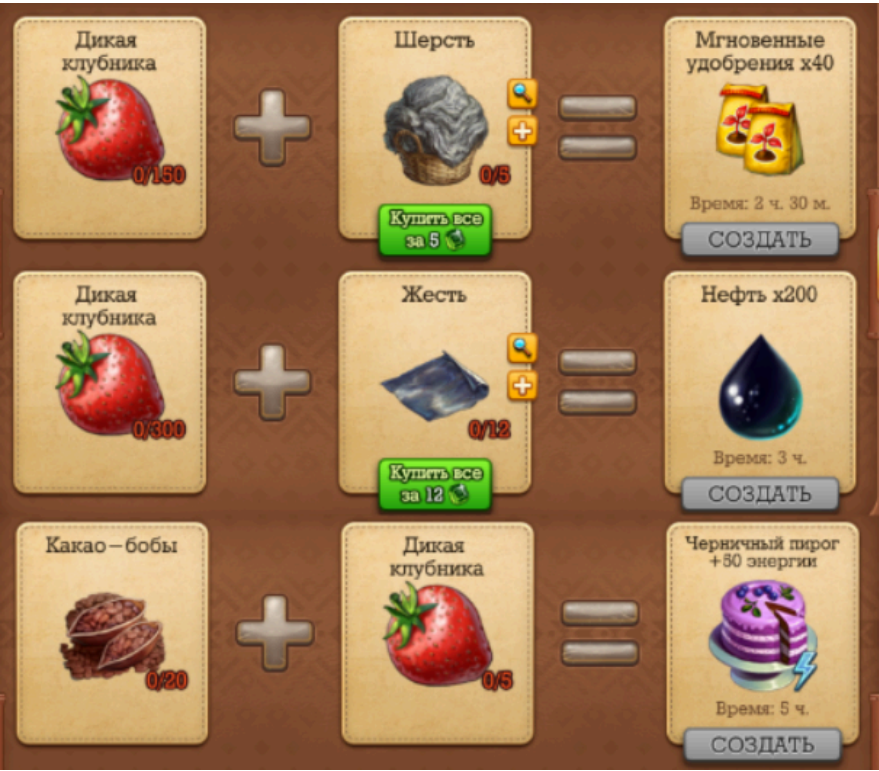 Дикая
клубника
0/150
Шерсть
0/5
Купить все
за 5
Мгновенные
удобрения x40
Время: 2 ч. 30 м.
СОЗДАТЬ
Дикая
клубника
0/300
Жесть
0/12
Купить все
за 12
Нефть x200
Время: 3 ч.
СОЗДАТЬ
Какао-бобы
0/20
Дикая
клубника
0/5
Черничный пирог
+50 энергии
Время: 5 ч.
СОЗДАТЬ